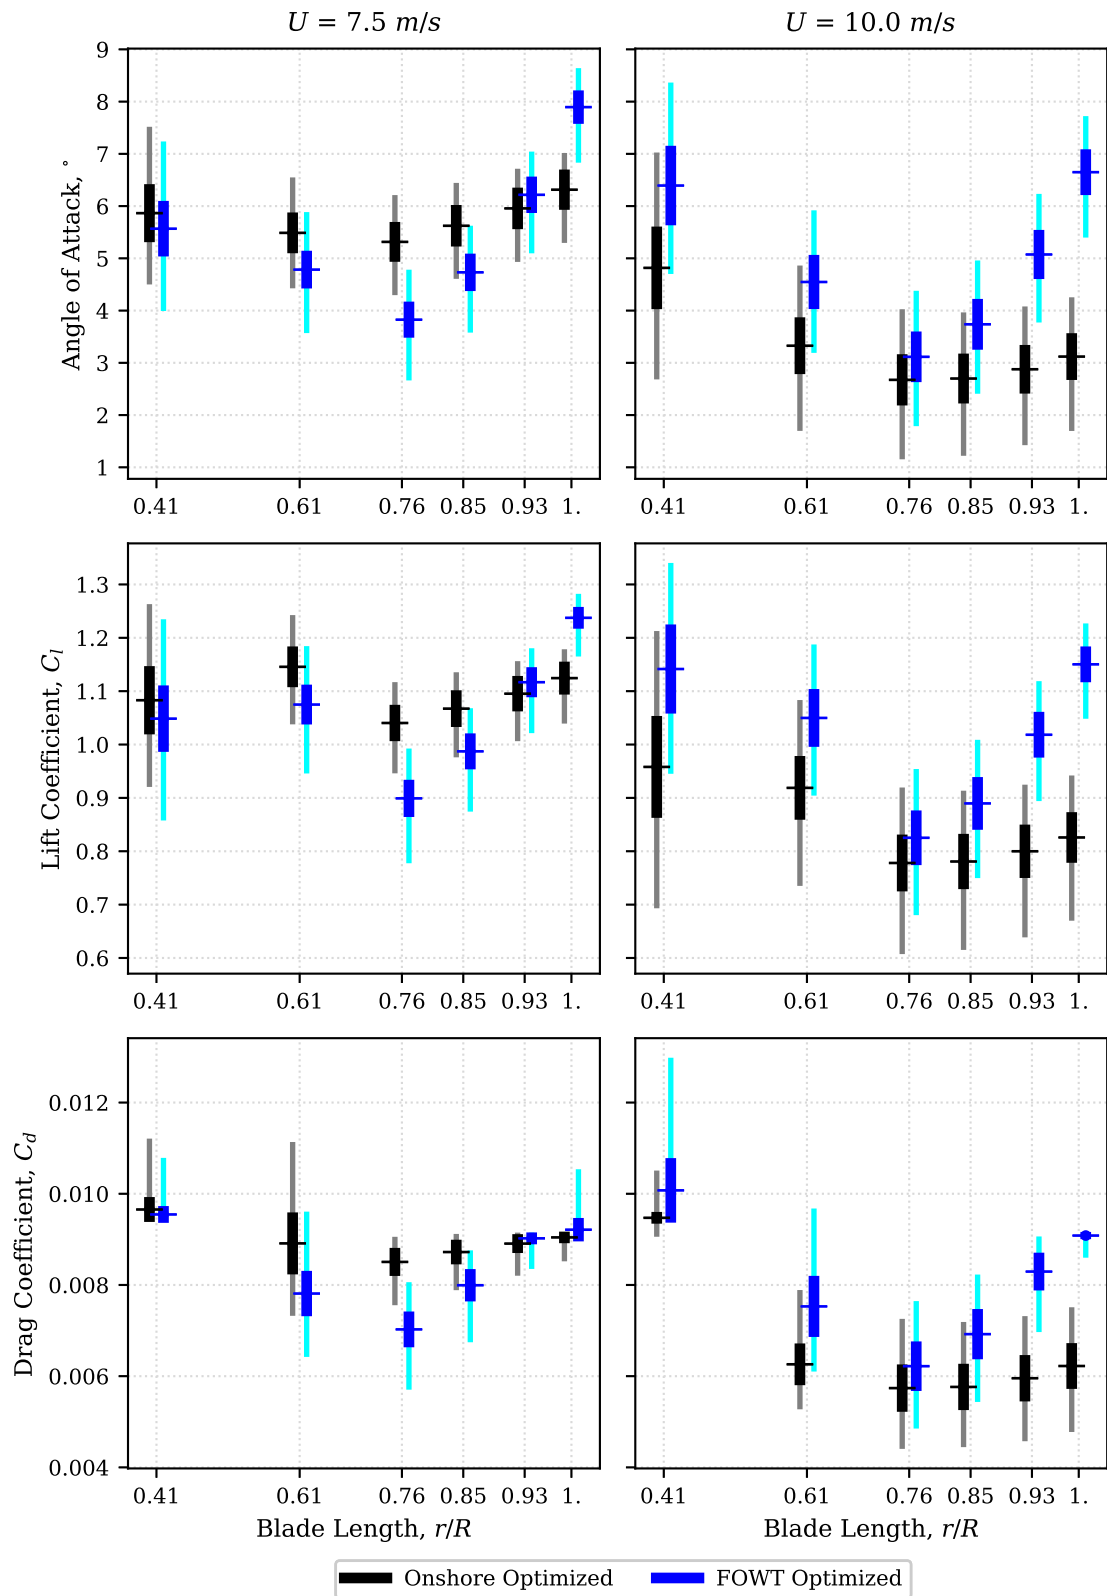 U = 7.5 m/s
U = 10.0 m/s
9
8
7
6
5
4
3
2
1
Angle of Attack, °
0.41 0.61 0.76 0.85 0.93 1.
0.41 0.61 0.76 0.85 0.93 1.
1.3
1.2
1.1
1.0
0.9
0.8
0.7
0.6
Lift Coefficient, C_l
0.41 0.61 0.76 0.85 0.93 1.
0.41 0.61 0.76 0.85 0.93 1.
0.012
0.010
0.008
0.006
0.004
Drag Coefficient, C_d
0.41 0.61 0.76 0.85 0.93 1.
0.41 0.61 0.76 0.85 0.93 1.
Blade Length, r/R
Blade Length, r/R
Onshore Optimized
FOWT Optimized